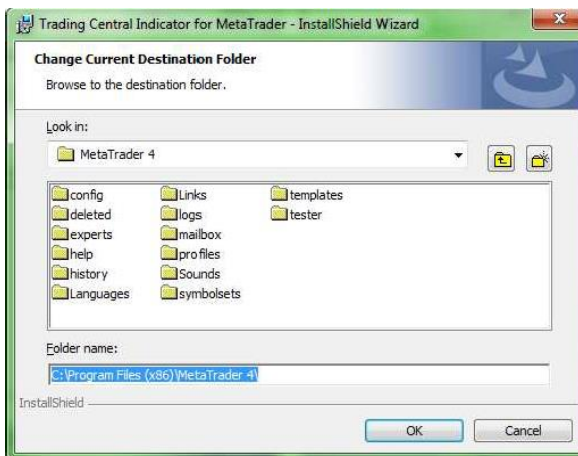 Trading Central Indicator for MetaTrader - InstallShield Wizard
Change Current Destination Folder
Browse to the destination folder.
Look in:
MetaTrader 4
config Links templates
deleted logs tester
experts mailbox
help profiles
history Sounds
Languages symbolsets
Folder name:
C:\Program Files (x86)\MetaTrader 4\
InstallShield
OK Cancel